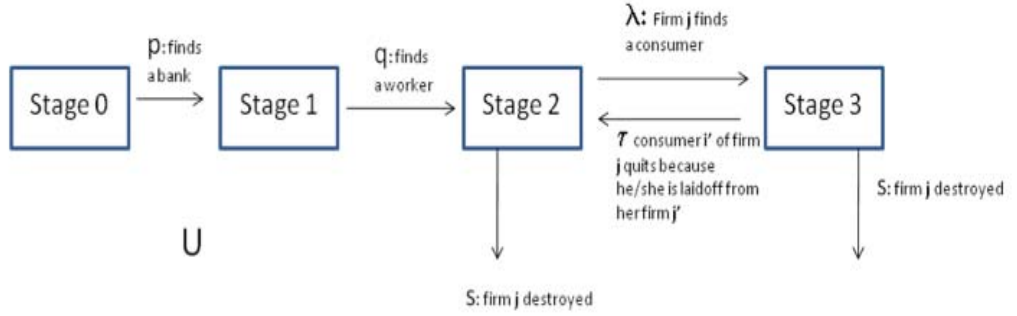 p: finds
a bank
q: finds
a worker
λ: Firm j finds
a consumer
Stage 0
Stage 1
Stage 2
Stage 3
τ consumer i' of firm
j quits because
he/she is laidoff from
her firm j'
S: firm j destroyed
U
S: firm j destroyed